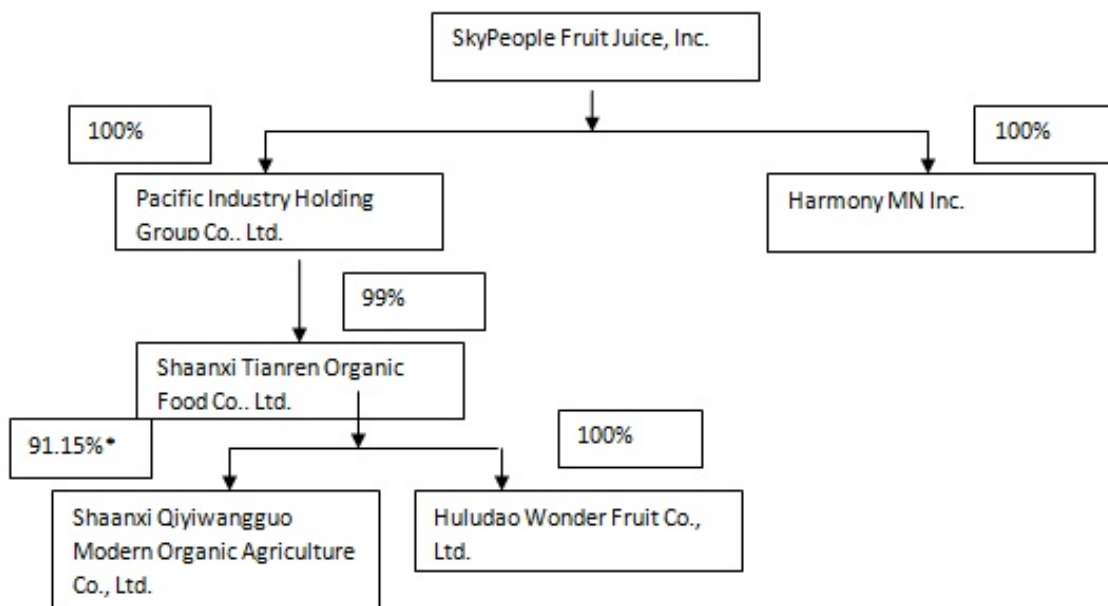 SkyPeople Fruit Juice, Inc.
100%
100%
Pacific Industry Holding
Group Co., Ltd.
Harmony MN Inc.
99%
Shaanxi Tianren Organic
Food Co., Ltd.
91.15%*
100%
Shaanxi Qiyiwangguo
Modern Organic Agriculture
Co., Ltd.
Huludao Wonder Fruit Co.,
Ltd.